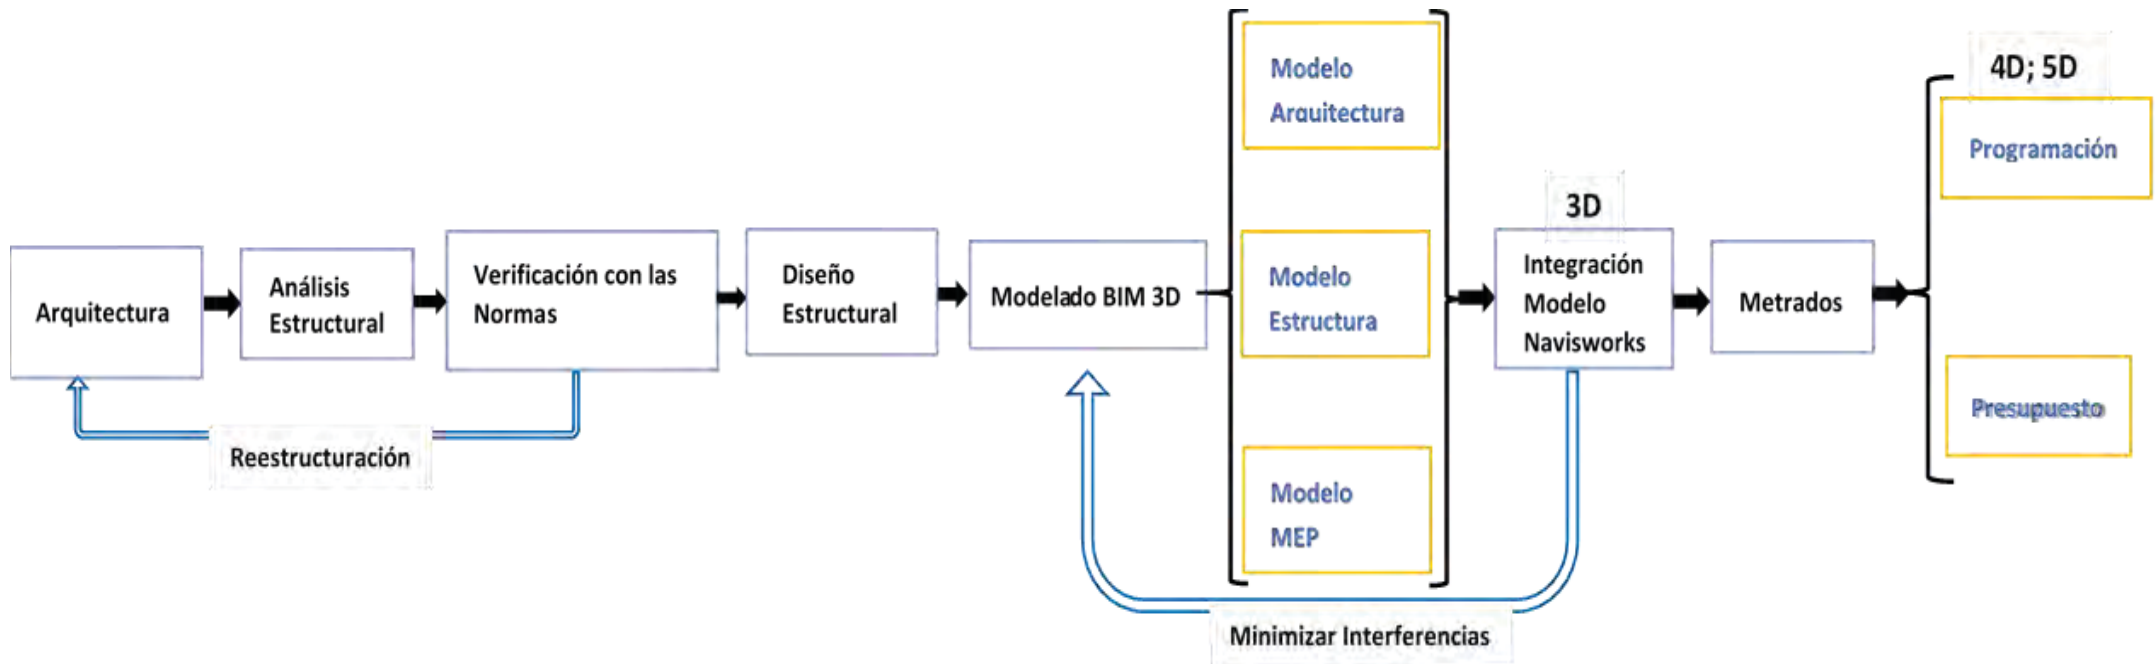 Arquitectura
Análisis
Estructural
Verificación con las
Normas
Reestructuración
Diseño
Estructural
Modelado BIM 3D
Modelo
Arquitectura
Modelo
Estructura
Modelo
MEP
3D
Integración
Modelo
Navisworks
Minimizar Interferencias
Metrados
4D; 5D
Programación
Presupuesto